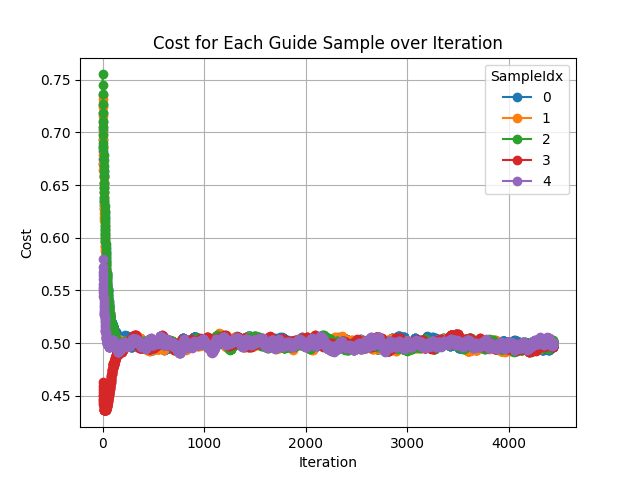 Cost for Each Guide Sample over Iteration
SampleIdx
0
1
2
3
4
Cost
0.75
0.70
0.65
0.60
0.55
0.50
0.45
0 1000 2000 3000 4000
Iteration